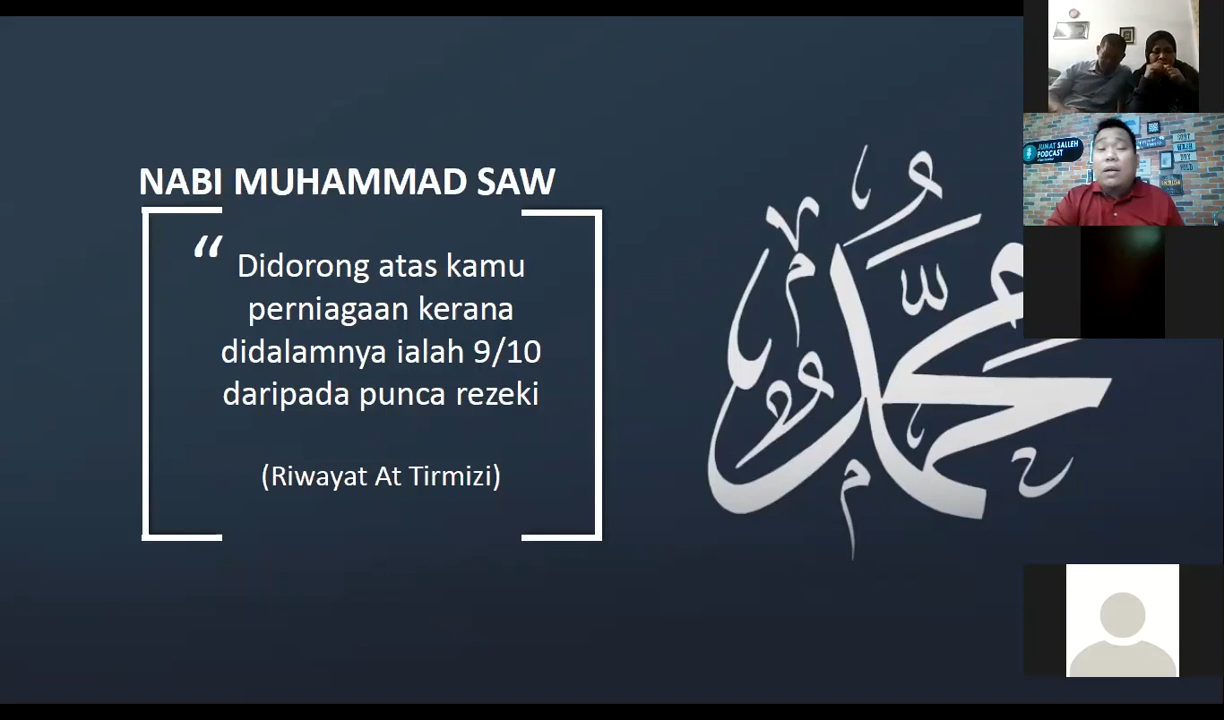 NABI MUHAMMAD SAW
“ Didorong atas kamu
perniagaan kerana
didalamnya ialah 9/10
daripada punca rezeki
(Riwayat At Tirmizi)
محمد
JUMAT SALLEH
PODCAST